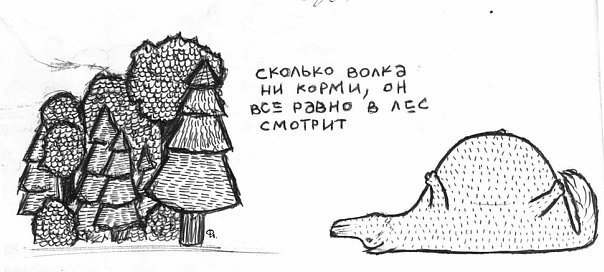 сколько волка
ни корми, он
все равно в лес
смотрит